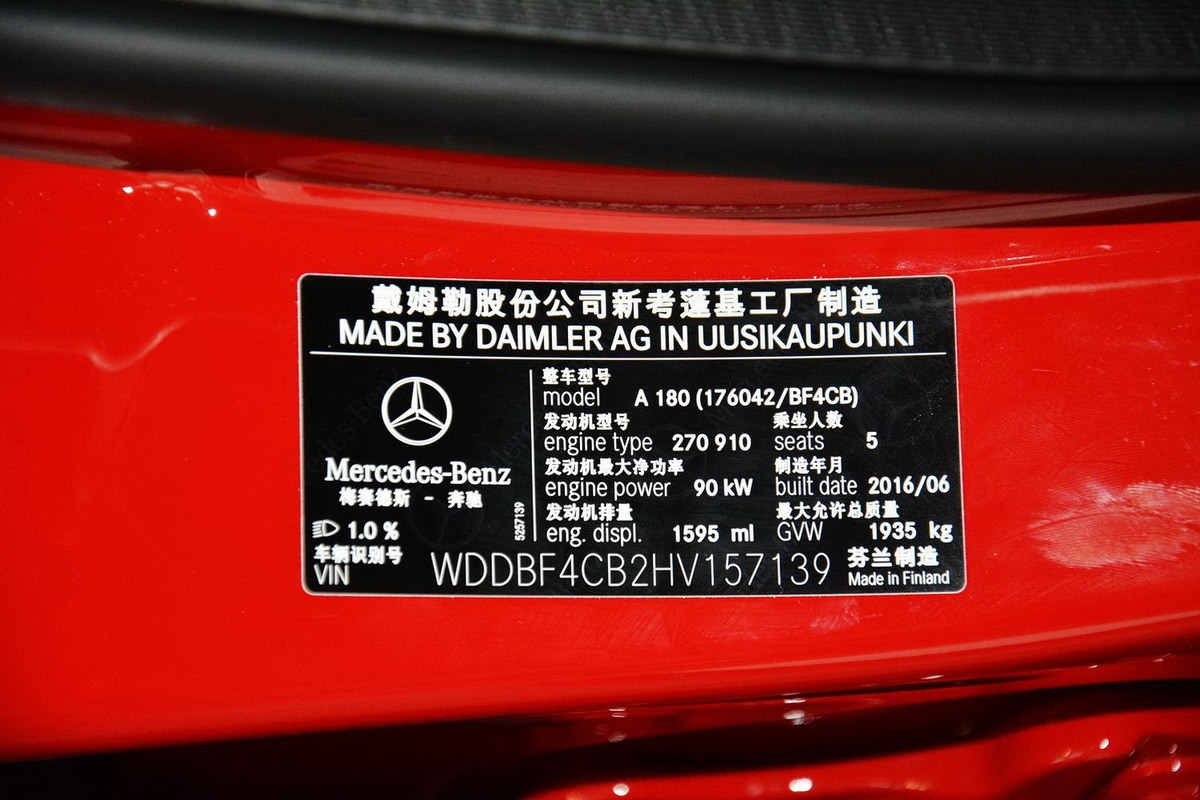 戴姆勒股份公司新考蓬基工厂制造
MADE BY DAIMLER AG IN UUSIKAUPUNKI
整车型号
model A 180 (176042/BF4CB)
发动机型号 乘坐人数
engine type 270 910 seats 5
发动机最大净功率 制造年月
engine power 90 kW built date 2016/06
发动机排量 最大允许总质量
eng. displ. 1595 ml GVW 1935 kg
Mercedes-Benz
梅赛德斯 - 奔驰
5257139
1.0 %
车辆识别号
VIN WDDBF4CB2HV157139
芬兰制造
Made in Finland